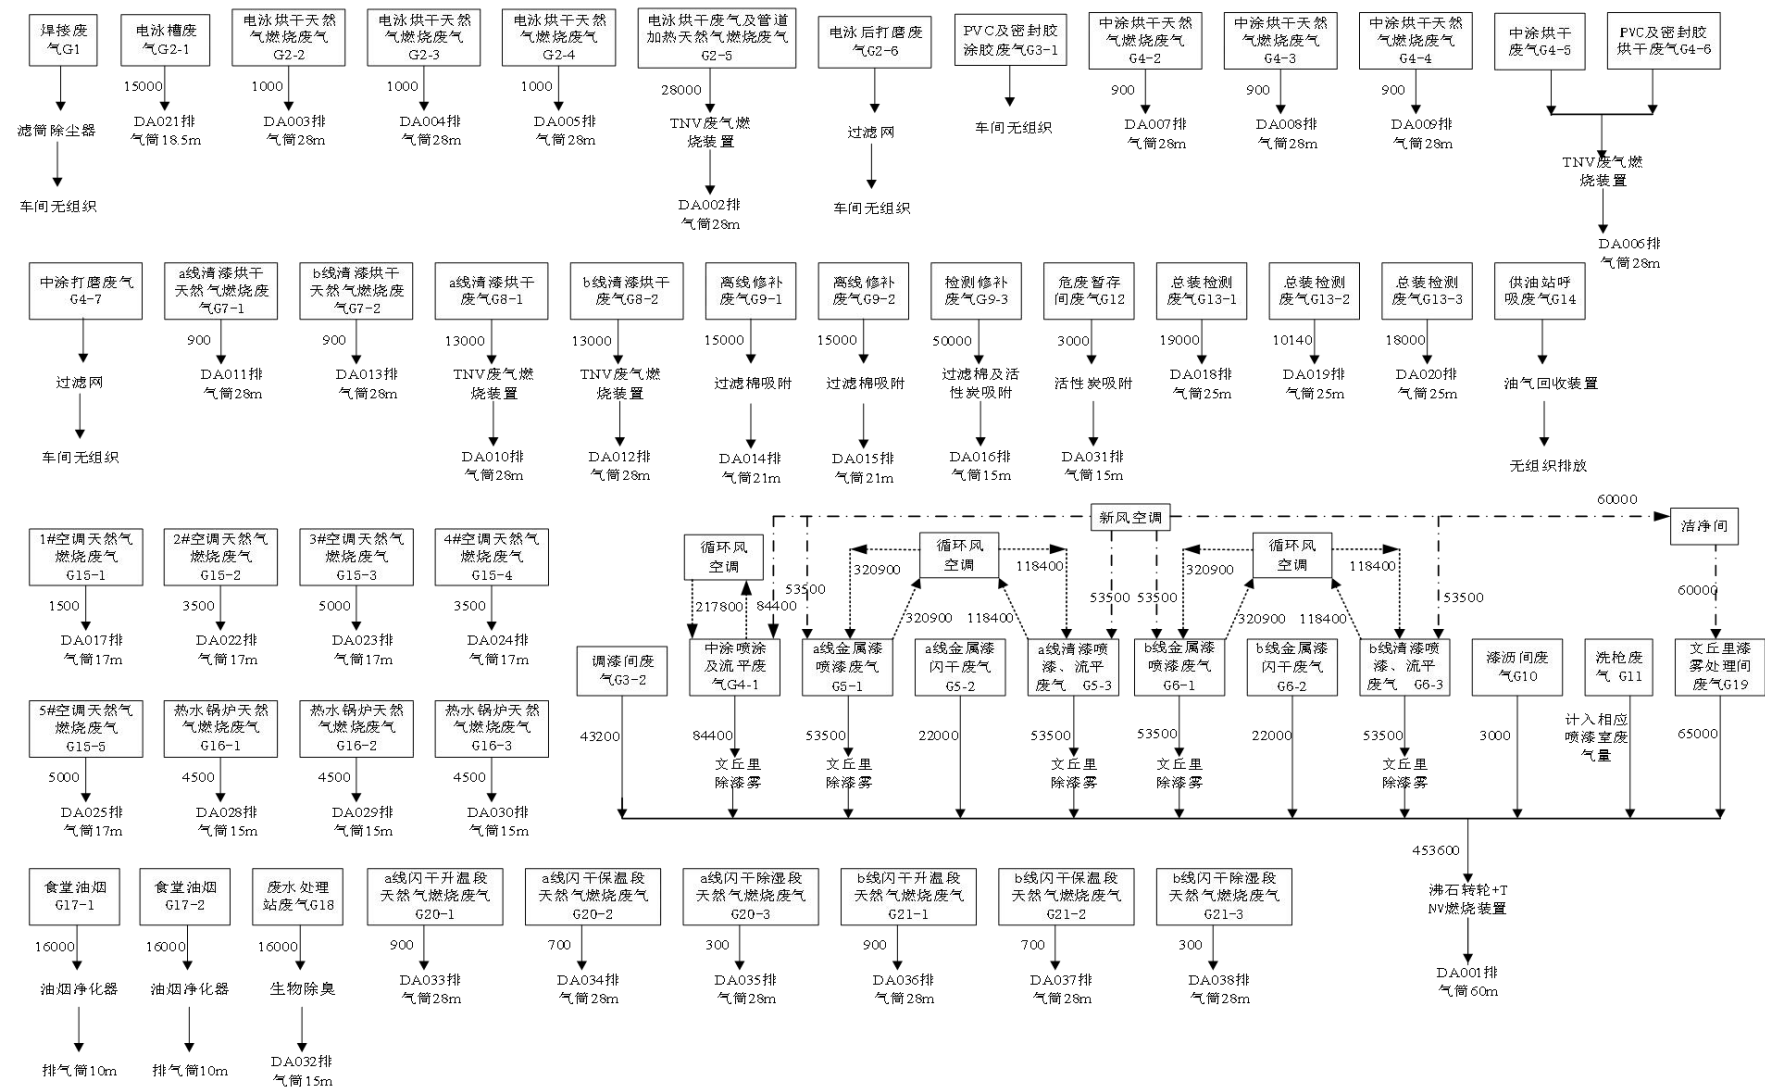 焊接废
气G1
滤筒除尘器
车间无组织
电泳槽废
气G2-1
15000
DA021排
气筒18.5m
电泳烘干天然
气燃烧废气
G2-2
1000
DA003排
气筒28m
电泳烘干天然
气燃烧废气
G2-3
1000
DA004排
气筒28m
电泳烘干天然
气燃烧废气
G2-4
1000
DA005排
气筒28m
电泳烘干废气及管道
加热天然气燃烧废气
G2-5
28000
TNV废气燃
烧装置
DA002排
气筒28m
电泳后打磨废
气G2-6
过滤网
车间无组织
PVC及密封胶
涂胶废气G3-1
车间无组织
中涂烘干天然
气燃烧废气
G4-2
900
DA007排
气筒28m
中涂烘干天然
气燃烧废气
G4-3
900
DA008排
气筒28m
中涂烘干天然
气燃烧废气
G4-4
900
DA009排
气筒28m
中涂烘干
废气G4-5
PVC及密封胶
烘干废气G4-6
TNV废气燃
烧装置
DA006排
气筒28m
中涂打磨废气
G4-7
过滤网
车间无组织
a线清漆烘干
天然气燃烧废
气G7-1
900
DA011排
气筒28m
b线清漆烘干
天然气燃烧废
气G7-2
900
DA013排
气筒28m
a线清漆烘干
废气G8-1
13000
TNV废气燃
烧装置
DA010排
气筒28m
b线清漆烘干
废气G8-2
13000
TNV废气燃
烧装置
DA012排
气筒28m
离线修补
废气G9-1
15000
过滤棉吸附
DA014排
气筒21m
离线修补
废气G9-2
15000
过滤棉吸附
DA015排
气筒21m
检测修补
废气G9-3
50000
过滤棉及活
性炭吸附
DA016排
气筒15m
危废暂存
间废气G12
3000
活性炭吸附
DA031排
气筒15m
总装检测
废气G13-1
19000
DA018排
气筒25m
总装检测
废气G13-2
10140
DA019排
气筒25m
总装检测
废气G13-3
18000
DA020排
气筒25m
供油站呼
吸废气G14
油气回收装置
无组织排放
1#空调天然气
燃烧废气
G15-1
1500
DA017排
气筒17m
2#空调天然气
燃烧废气
G15-2
3500
DA022排
气筒17m
3#空调天然气
燃烧废气
G15-3
5000
DA023排
气筒17m
4#空调天然气
燃烧废气
G15-4
3500
DA024排
气筒17m
5#空调天然气
燃烧废气
G15-5
5000
DA025排
气筒17m
热水锅炉天然
气燃烧废气
G16-1
4500
DA028排
气筒15m
热水锅炉天然
气燃烧废气
G16-2
4500
DA029排
气筒15m
热水锅炉天然
气燃烧废气
G16-3
4500
DA030排
气筒15m
新风空调
60000
洁净间
60000
循环风
空调
217800
84400
53500
循环风
空调
320900
118400
320900
118400
53500
53500
循环风
空调
320900
118400
320900
118400
53500
调漆间废
气G3-2
43200
中涂喷涂
及流平废
气G4-1
84400
文丘里
除漆雾
a线金属漆
喷漆废气
G5-1
53500
文丘里
除漆雾
a线金属漆
闪干废气
G5-2
22000
a线清漆喷
漆、流平
废气 G5-3
53500
文丘里
除漆雾
b线金属漆
喷漆废气
G6-1
53500
文丘里
除漆雾
b线金属漆
闪干废气
G6-2
22000
b线清漆喷
漆、流平
废气 G6-3
53500
文丘里
除漆雾
漆沥间废
气G10
3000
洗枪废
气 G11
计入相应
喷漆室废
气量
文丘里漆
雾处理间
废气G19
65000
453600
沸石转轮+T
NV燃烧装置
DA001排
气筒60m
食堂油烟
G17-1
16000
油烟净化器
排气筒10m
食堂油烟
G17-2
16000
油烟净化器
排气筒10m
废水处理
站废气G18
16000
生物除臭
DA032排
气筒15m
a线闪干升温段
天然气燃烧废气
G20-1
900
DA033排
气筒28m
a线闪干保温段
天然气燃烧废气
G20-2
700
DA034排
气筒28m
a线闪干除湿段
天然气燃烧废气
G20-3
300
DA035排
气筒28m
b线闪干升温段
天然气燃烧废气
G21-1
900
DA036排
气筒28m
b线闪干保温段
天然气燃烧废气
G21-2
700
DA037排
气筒28m
b线闪干除湿段
天然气燃烧废气
G21-3
300
DA038排
气筒28m